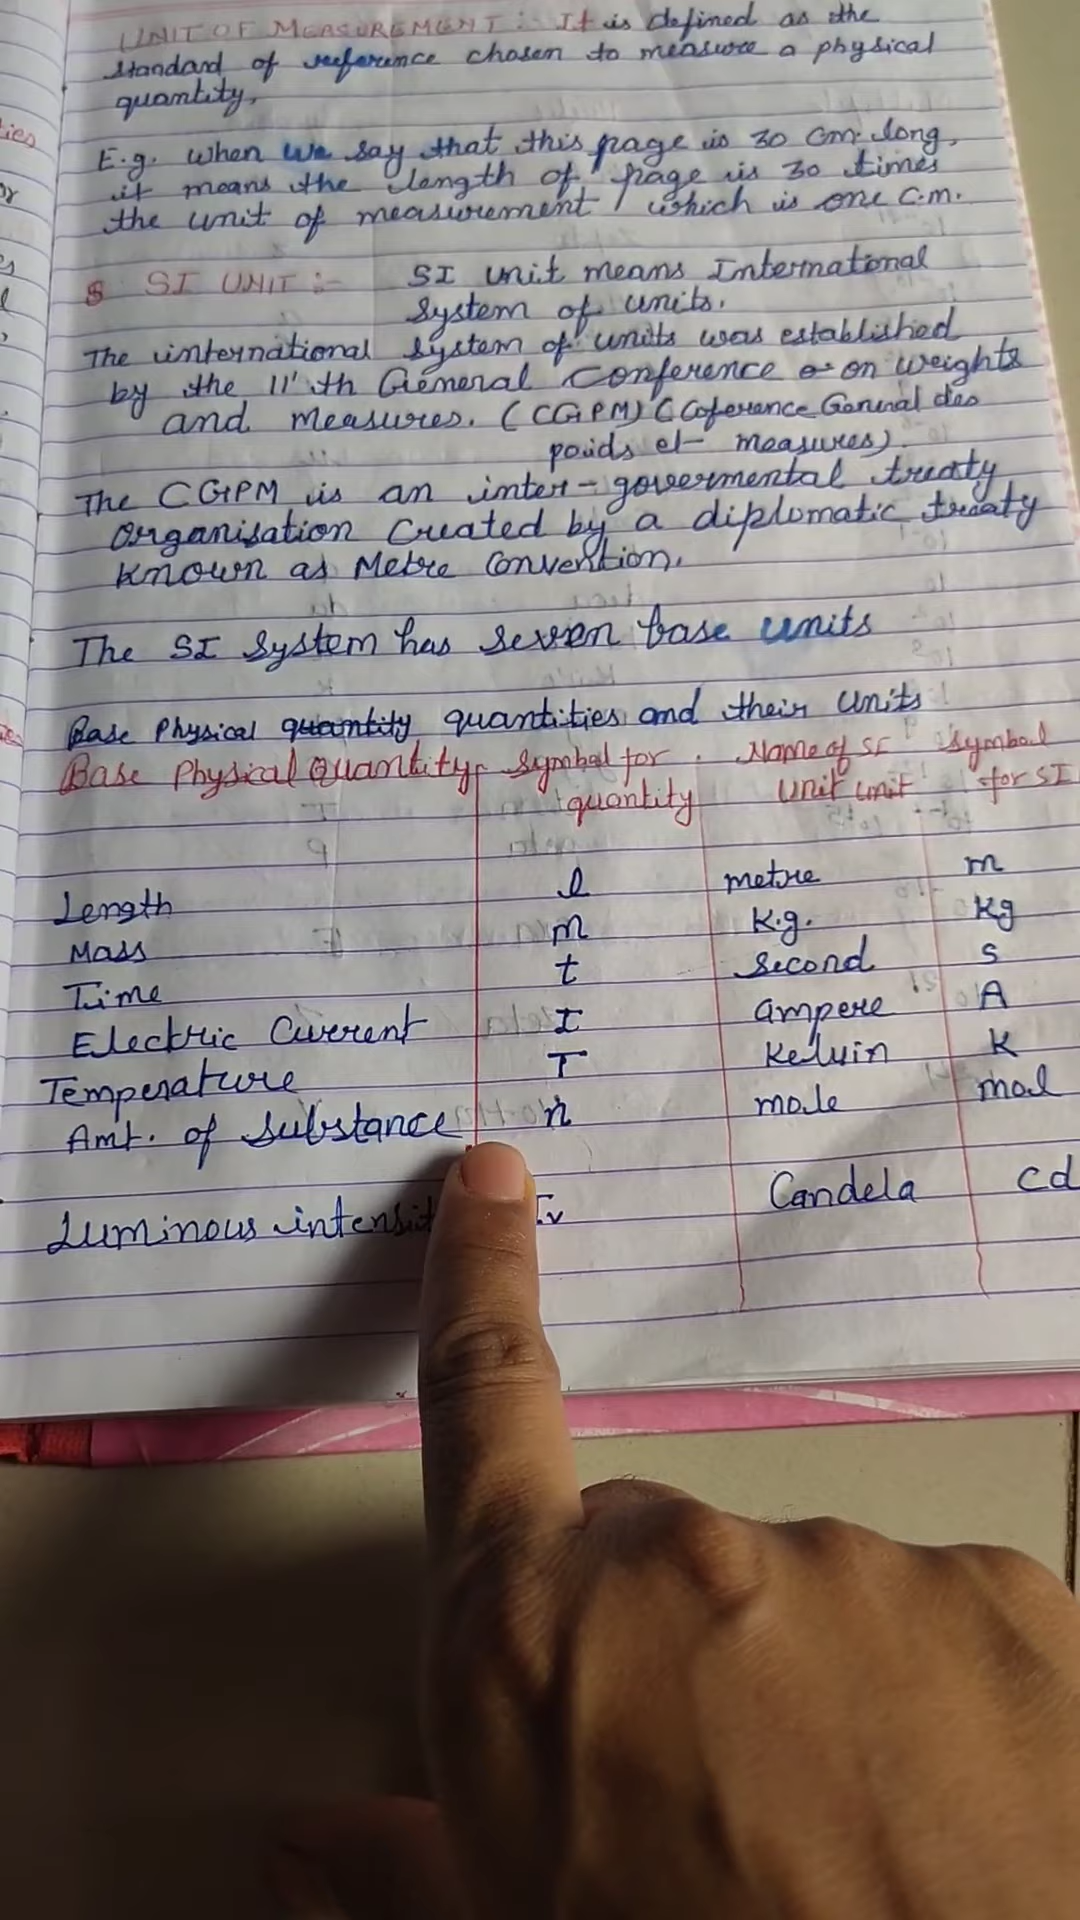 UNIT OF MEASUREMENT : It is defined as the
standard of reference chosen to measure a physical
quantity.
E.g. when we say that this page is 30 cm. long,
it means the length of page is 30 times
the unit of measurement which is one c.m.
SI UNIT :- SI unit means International
System of units.
The international system of units was established
by the 11'th General Conference on weights
and measures. (CGPM) (Coference General des
poids et measures).
The CGPM is an inter-govermental treaty
Organisation created by a diplomatic treaty
known as Metre Convention.
The SI System has seven base units
Base Physical quantity quantities and their Units
Base Physical Quantity Symbol for Name of SI Symbol
quantity Unit unit for SI
Length l metre m
Mass m K.g. Kg
Time t second s
Electric Current I ampere A
Temperature T Kelvin K
Amt. of Substance n mole mol
Luminous intensit Iv Candela Cd
ies